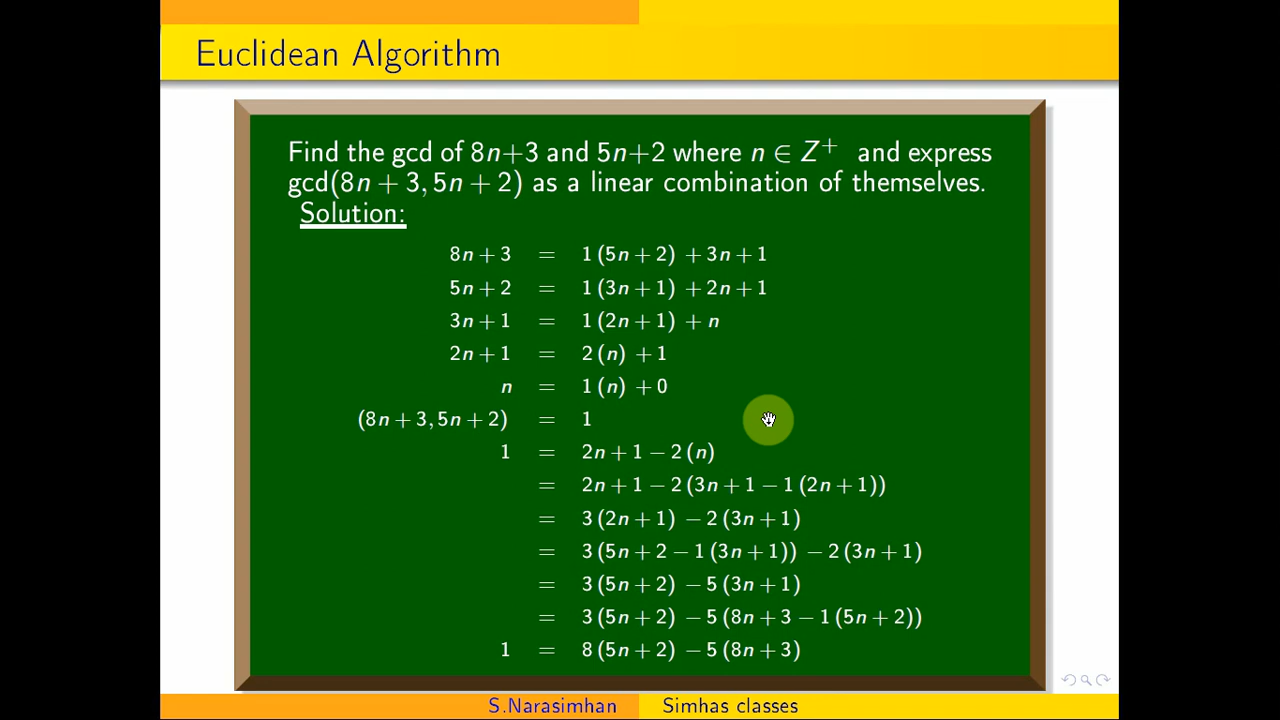 Euclidean Algorithm
Find the gcd of 8n+3 and 5n+2 where n ∈ Z⁺ and express
gcd(8n + 3, 5n + 2) as a linear combination of themselves.
Solution:
8n + 3 = 1 (5n + 2) + 3n + 1
5n + 2 = 1 (3n + 1) + 2n + 1
3n + 1 = 1 (2n + 1) + n
2n + 1 = 2 (n) + 1
n = 1 (n) + 0
(8n + 3, 5n + 2) = 1
1 = 2n + 1 − 2 (n)
= 2n + 1 − 2 (3n + 1 − 1 (2n + 1))
= 3 (2n + 1) − 2 (3n + 1)
= 3 (5n + 2 − 1 (3n + 1)) − 2 (3n + 1)
= 3 (5n + 2) − 5 (3n + 1)
= 3 (5n + 2) − 5 (8n + 3 − 1 (5n + 2))
1 = 8 (5n + 2) − 5 (8n + 3)
S.Narasimhan Simhas classes